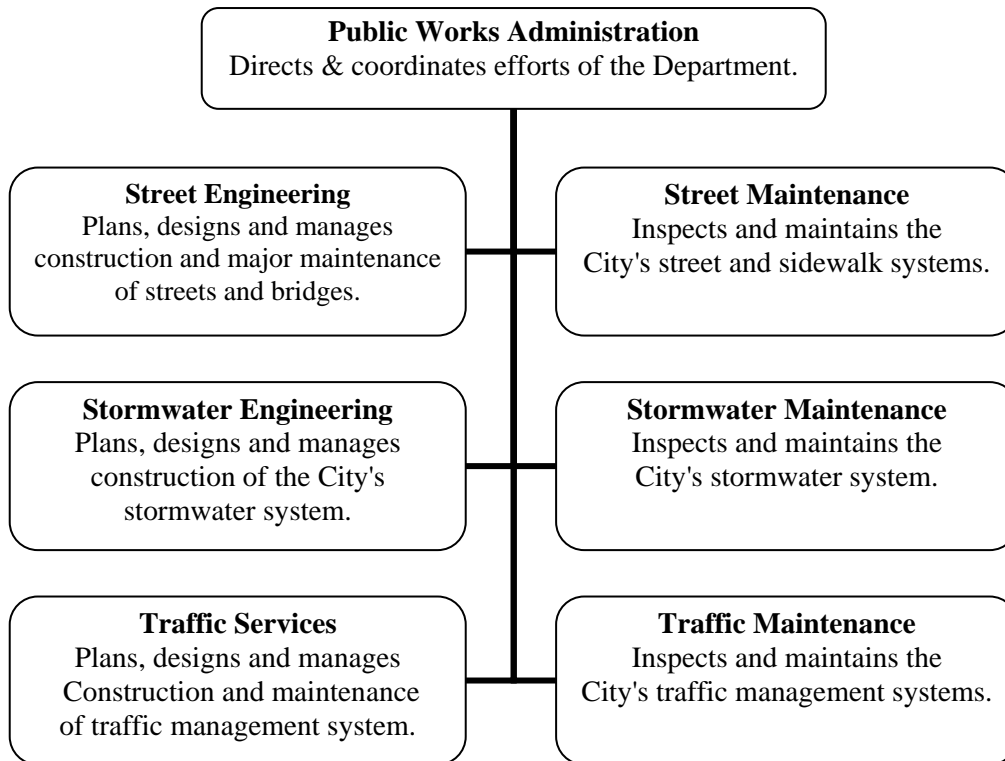 Public Works Administration
Directs & coordinates efforts of the Department.
Street Engineering
Plans, designs and manages
construction and major maintenance
of streets and bridges.
Street Maintenance
Inspects and maintains the
City's street and sidewalk systems.
Stormwater Engineering
Plans, designs and manages
construction of the City's
stormwater system.
Stormwater Maintenance
Inspects and maintains the
City's stormwater system.
Traffic Services
Plans, designs and manages
Construction and maintenance
of traffic management system.
Traffic Maintenance
Inspects and maintains the
City's traffic management systems.